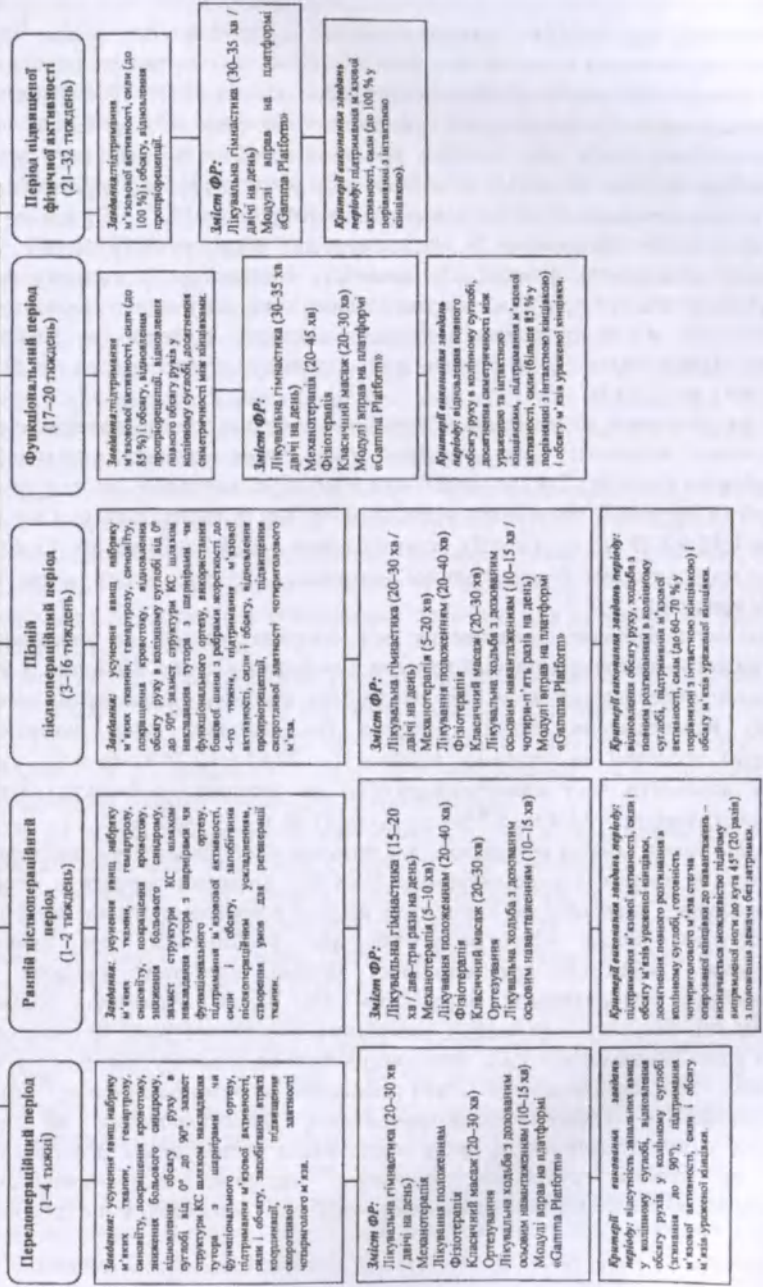 Передопераційний період
(1–4 тижні)
Завдання: усунення явищ набряку
м'яких тканин, гемартрозу,
синовіїту, покращення кровотоку,
зниження больового синдрому,
відновлення обсягу руху в
суглобі від 0° до 90°, захист
структури КС шляхом накладання
тутора з шарнірами чи
функціонального ортезу,
підтримання м'язової активності,
сили і обсягу, запобігання втраті
координації, підвищення
скоротливої здатності
чотириголого м'яза.
Зміст ФР:
Лікувальна гімнастика (20–30 хв
/ двічі на день)
Механотерапія
Лікування положенням
Фізіотерапія
Класичний масаж (20–30 хв)
Ортезування
Лікувальна ходьба з дозованим
осьовим навантаженням (10–15 хв)
Модулі вправ на платформі
«Gamma Platform»
Критерії виконання завдань
періоду: відсутність запальних явищ
у колінному суглобі, відновлення
обсягу рухів у колінному суглобі
(згинання до 90°), підтримання
м'язової активності, сили і обсягу
м'язів ураженої кінцівки.
Ранній післяопераційний
період
(1–2 тиждень)
Завдання: усунення явищ набряку
м'яких тканин, гемартрозу,
синовіїту, покращення кровотоку,
зниження больового синдрому,
захист структури КС шляхом
накладання тутора з шарнірами чи
функціонального ортезу,
підтримання м'язової активності,
сили і обсягу, запобігання
післяопераційним ускладненням,
створення умов для регенерації
тканин.
Зміст ФР:
Лікувальна гімнастика (15–20
хв / два–три рази на день)
Механотерапія (5–10 хв)
Лікування положенням (20–40 хв)
Фізіотерапія
Класичний масаж (20–30 хв)
Ортезування
Лікувальна ходьба з дозованим
осьовим навантаженням (10–15 хв)
Критерії виконання завдань періоду:
підтримання м'язової активності, сили і
обсягу м'язів ураженої кінцівки,
досягнення повного розгинання в
колінному суглобі, готовність
чотириголового м'яза стегна
оперованої кінцівки до навантаження –
визначається можливістю підйому
випрямленої ноги до кута 45° (20 разів)
з положення лежачи без затримки.
Пізній
післяопераційний період
(3–16 тиждень)
Завдання: усунення явищ набряку
м'яких тканин, гемартрозу, синовіїту,
покращення кровотоку, відновлення
обсягу руху в колінному суглобі від 0°
до 90°, захист структури КС шляхом
накладання тутора з шарнірами чи
функціонального ортезу, використання
бокової шини з ребрами жорсткості до
4-го тижня, підтримання м'язової
активності, сили і обсягу, відновлення
пропріорецепції, підвищення
скоротливої здатності чотириголового
м'яза.
Зміст ФР:
Лікувальна гімнастика (20–30 хв /
двічі на день)
Механотерапія (5–20 хв)
Лікування положенням (20–40 хв)
Фізіотерапія
Класичний масаж (20–30 хв)
Лікувальна ходьба з дозованим
осьовим навантаженням (10–15 хв /
чотири-п'ять разів на день)
Модулі вправ на платформі
«Gamma Platform»
Критерії виконання завдань періоду:
відновлення обсягу руху, ходьба з
повним розгинанням в колінному
суглобі, підтримання м'язової
активності, сили (до 60–70 % у
порівнянні з інтактною кінцівкою) і
обсягу м'язів ураженої кінцівки.
Функціональний період
(17–20 тиждень)
Завдання: підтримання
м'язової активності, сили (до
100 %) і обсягу, відновлення
пропріорецепції, відновлення
повного обсягу рухів у
колінному суглобі, досягнення
симетричності між кінцівками.
Зміст ФР:
Лікувальна гімнастика (30–35 хв
двічі на день)
Механотерапія (20–45 хв)
Фізіотерапія
Класичний масаж (20–30 хв)
Модулі вправ на платформі
«Gamma Platform»
Критерії виконання завдань
періоду: відновлення повного
обсягу руху в колінному суглобі,
досягнення симетричності між
ураженою та інтактною
кінцівками, підтримання м'язової
активності, сили (більше 85 % у
порівнянні з інтактною кінцівкою)
і обсягу м'язів ураженої кінцівки.
Період підвищеної
фізичної активності
(21–32 тиждень)
Завдання: підтримання
м'язової активності, сили (до
100 %) і обсягу, відновлення
пропріорецепції.
Зміст ФР:
Лікувальна гімнастика (30–35 хв /
двічі на день)
Модулі вправ на платформі
«Gamma Platform»
Критерії виконання завдань
періоду: підтримання м'язової
активності, сили (до 100 % у
порівнянні з інтактною
кінцівкою).